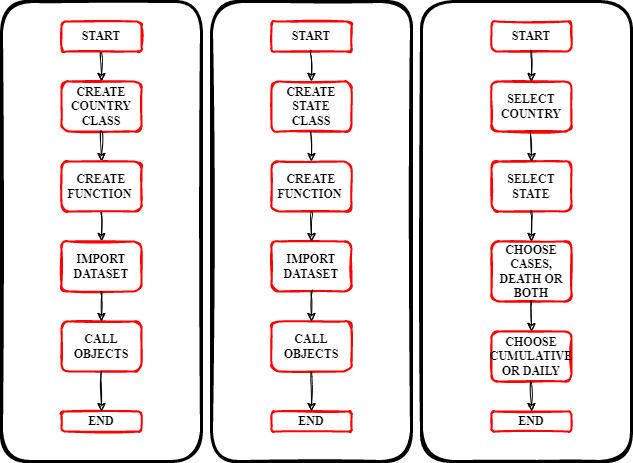 START
CREATE
COUNTRY
CLASS
CREATE
FUNCTION
IMPORT
DATASET
CALL
OBJECTS
END
START
CREATE
STATE
CLASS
CREATE
FUNCTION
IMPORT
DATASET
CALL
OBJECTS
END
START
SELECT
COUNTRY
SELECT
STATE
CHOOSE
CASES,
DEATH OR
BOTH
CHOOSE
CUMULATIVE
OR DAILY
END